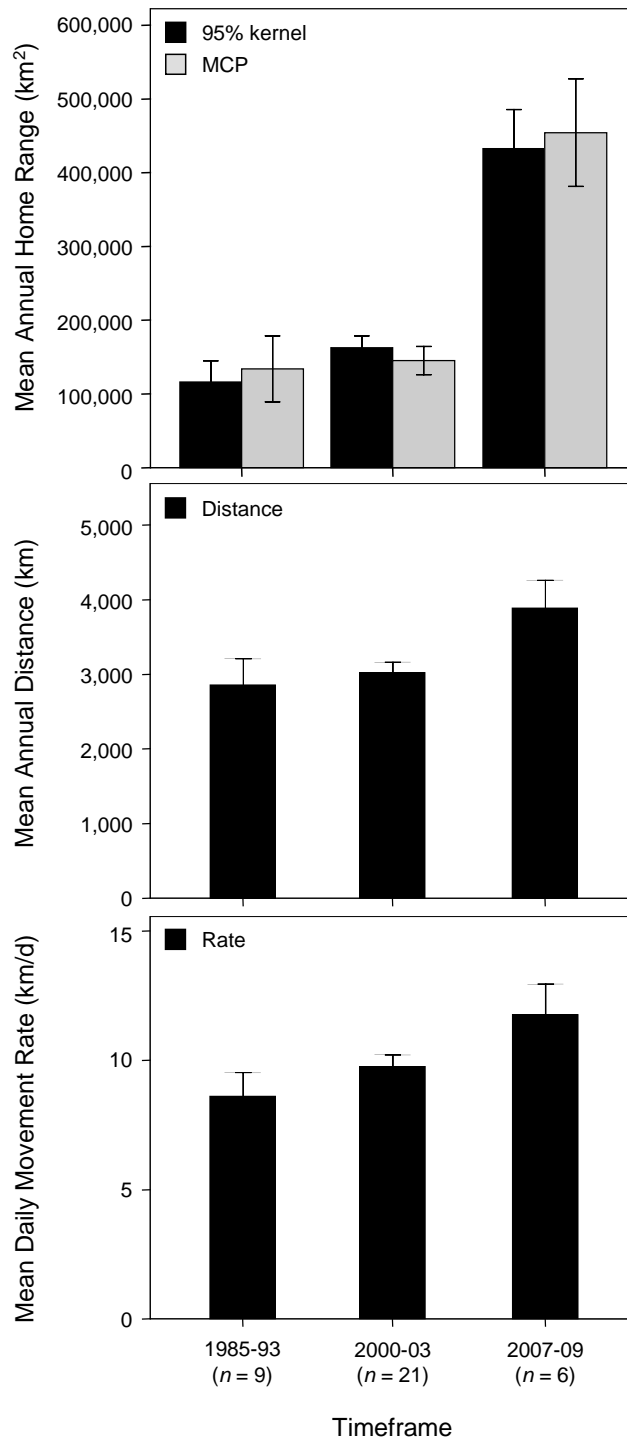 Mean Annual Home Range (km²)
600,000
500,000
400,000
300,000
200,000
100,000
0
95% kernel
MCP
Mean Annual Distance (km)
5,000
4,000
3,000
2,000
1,000
0
Distance
Mean Daily Movement Rate (km/d)
15
10
5
0
Rate
1985-93 2000-03 2007-09
(n = 9) (n = 21) (n = 6)
Timeframe